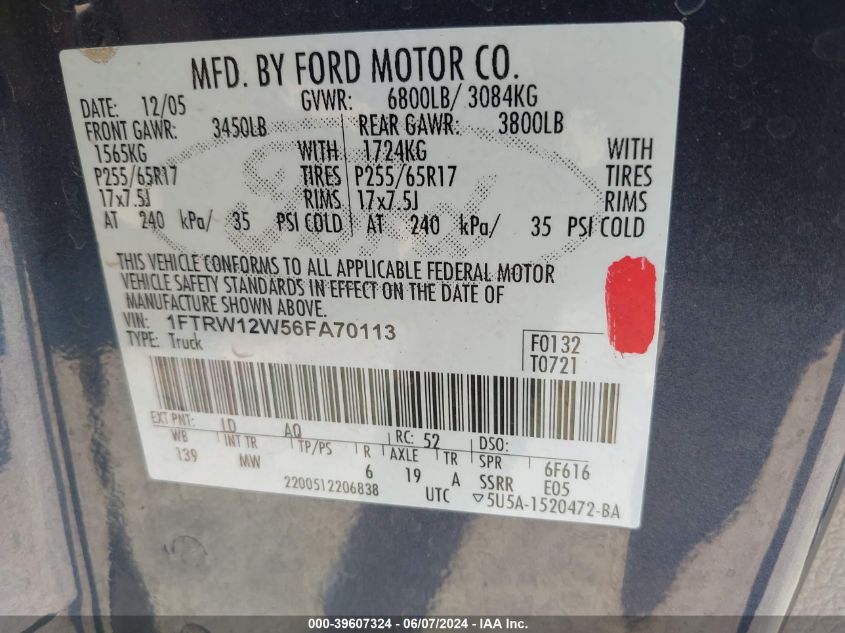 MFD. BY FORD MOTOR CO.
DATE: 12/05 GVWR: 6800LB/ 3084KG
FRONT GAWR: 3450LB REAR GAWR: 3800LB
1565KG WITH 1724KG WITH
P255/65R17 TIRES P255/65R17 TIRES
17x7.5J RIMS 17x7.5J RIMS
AT 240 kPa/ 35 PSI COLD AT 240 kPa/ 35 PSI COLD
Ford
THIS VEHICLE CONFORMS TO ALL APPLICABLE FEDERAL MOTOR
VEHICLE SAFETY STANDARDS IN EFFECT ON THE DATE OF
MANUFACTURE SHOWN ABOVE.
VIN: 1FTRW12W56FA70113
TYPE: Truck
F0132
T0721
EXT PNT: LD AQ RC: 52 DSO:
WB INT TR TP/PS R AXLE TR SPR 6F616
139 MW 6 19 A SSRR E05
2200512206838 UTC ▽5U5A-1520472-BA
000-39607324 - 06/07/2024 - IAA Inc.